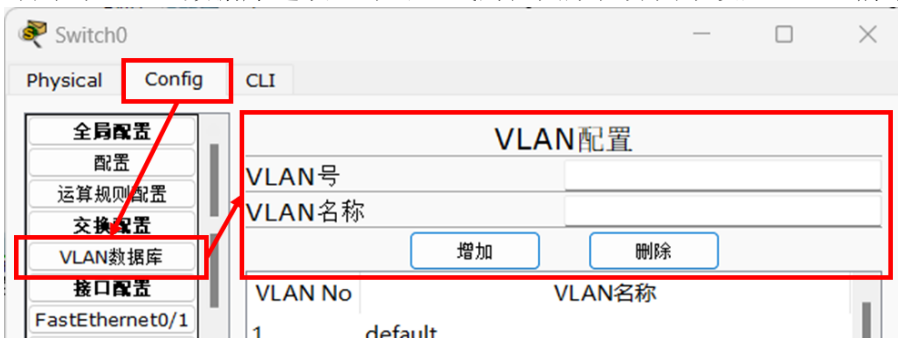 Switch0
Physical Config CLI
全局配置
配置
运算规则配置
交换配置
VLAN数据库
接口配置
FastEthernet0/1
VLAN配置
VLAN号
VLAN名称
增加 删除
VLAN No VLAN名称
1 default